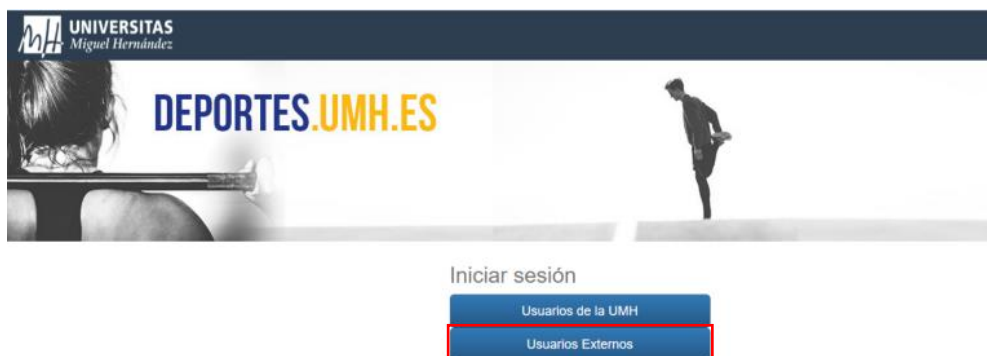 UNIVERSITAS
Miguel Hernández
DEPORTES.UMH.ES
Iniciar sesión
Usuarios de la UMH
Usuarios Externos